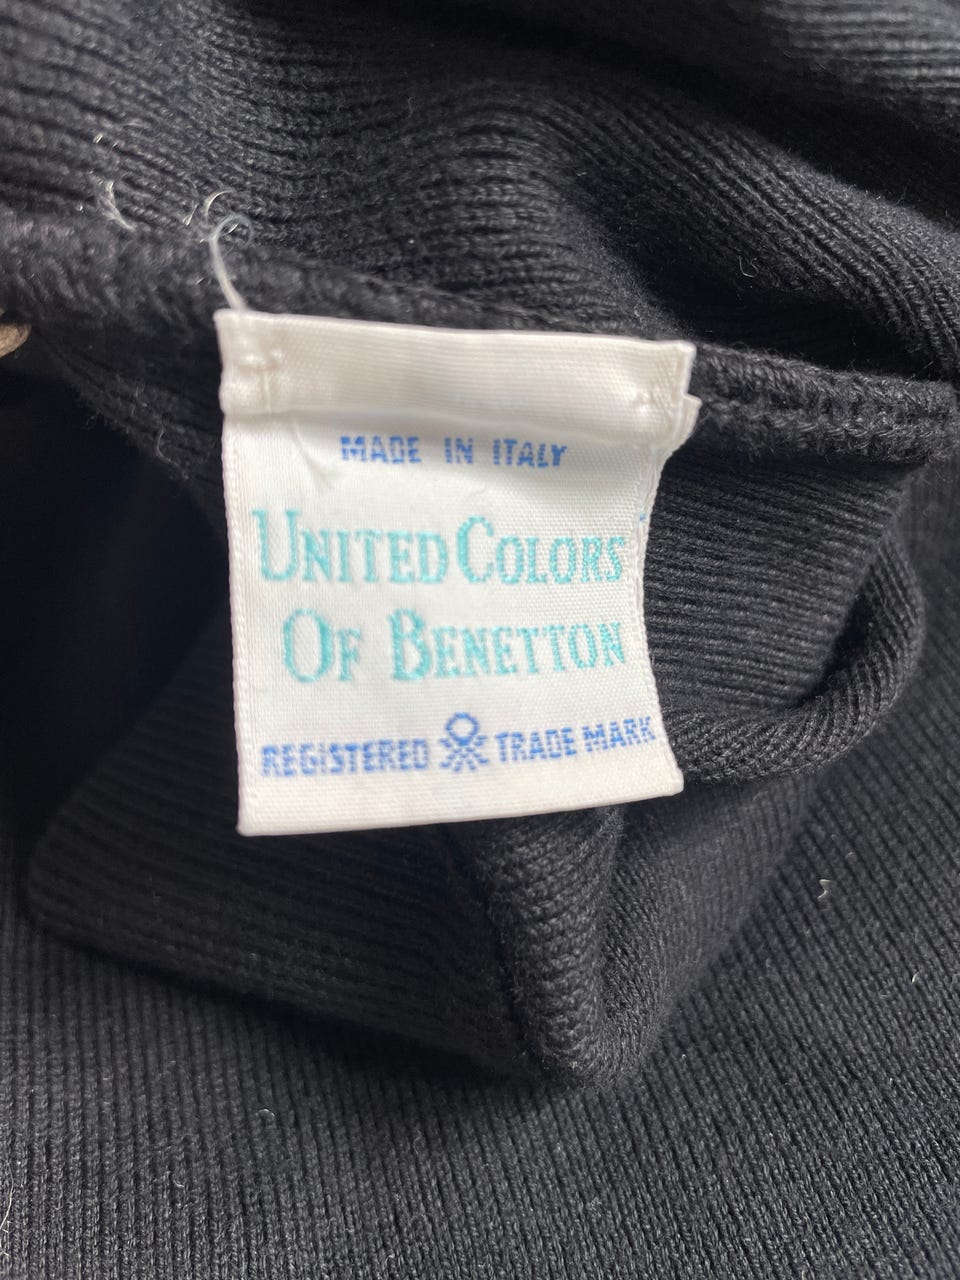 MADE IN ITALY
UNITED COLORS
OF BENETTON
REGISTERED TRADE MARK